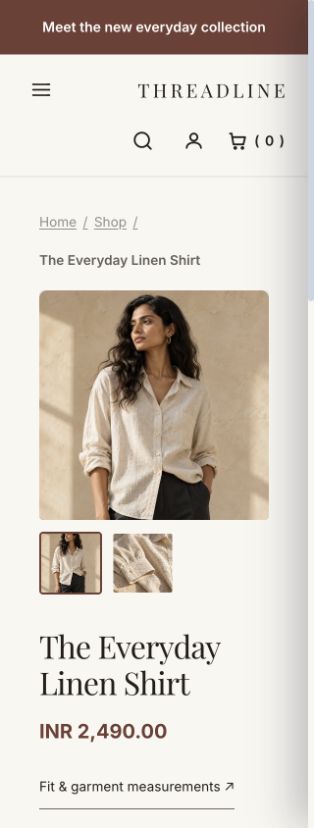 Meet the new everyday collection
THREADLINE
( 0 )
Home / Shop /
The Everyday Linen Shirt
The Everyday
Linen Shirt
INR 2,490.00
Fit & garment measurements ↗